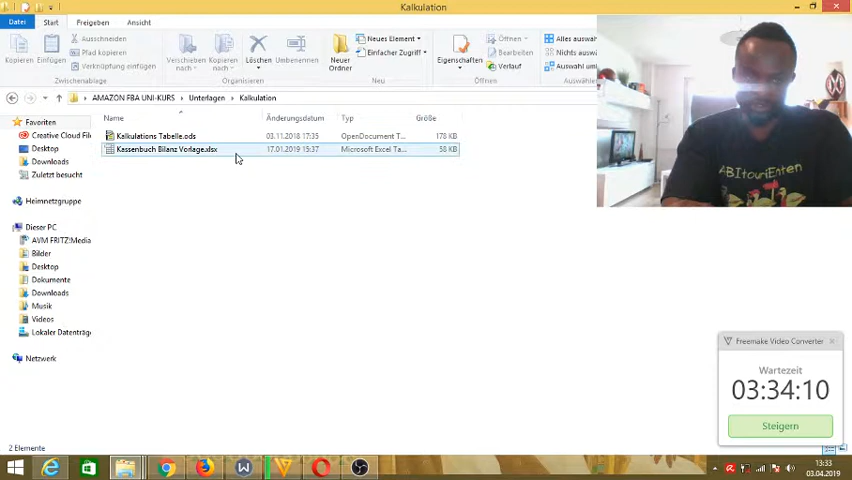 Kalkulation
Datei Start Freigeben Ansicht
Kopieren
Einfügen
Ausschneiden
Pfad kopieren
Verknüpfung einfügen
Zwischenablage
Verschieben nach
Kopieren nach
Löschen
Umbenennen
Organisieren
Neuer Ordner
Neues Element
Einfacher Zugriff
Neu
Eigenschaften
Öffnen
Bearbeiten
Verlauf
Öffnen
Alles auswä
Nichts auswä
Auswahl um
AMAZON FBA UNI-KURS Unterlagen Kalkulation
Name Änderungsdatum Typ Größe
Kalkulations Tabelle.ods 03.11.2018 17:35 OpenDocument T... 178 KB
Kassenbuch Bilanz Vorlage.xlsx 17.01.2019 15:37 Microsoft Excel Ta... 58 KB
Favoriten
Creative Cloud File
Desktop
Downloads
Zuletzt besucht
Heimnetzgruppe
Dieser PC
AVM FRITZ!Media
Bilder
Desktop
Dokumente
Downloads
Musik
Videos
Lokaler Datenträge
Netzwerk
2 Elemente
ABItouriEnten
Freemake Video Converter
Wartezeit
03:34:10
Steigern
13:33
03.04.2019